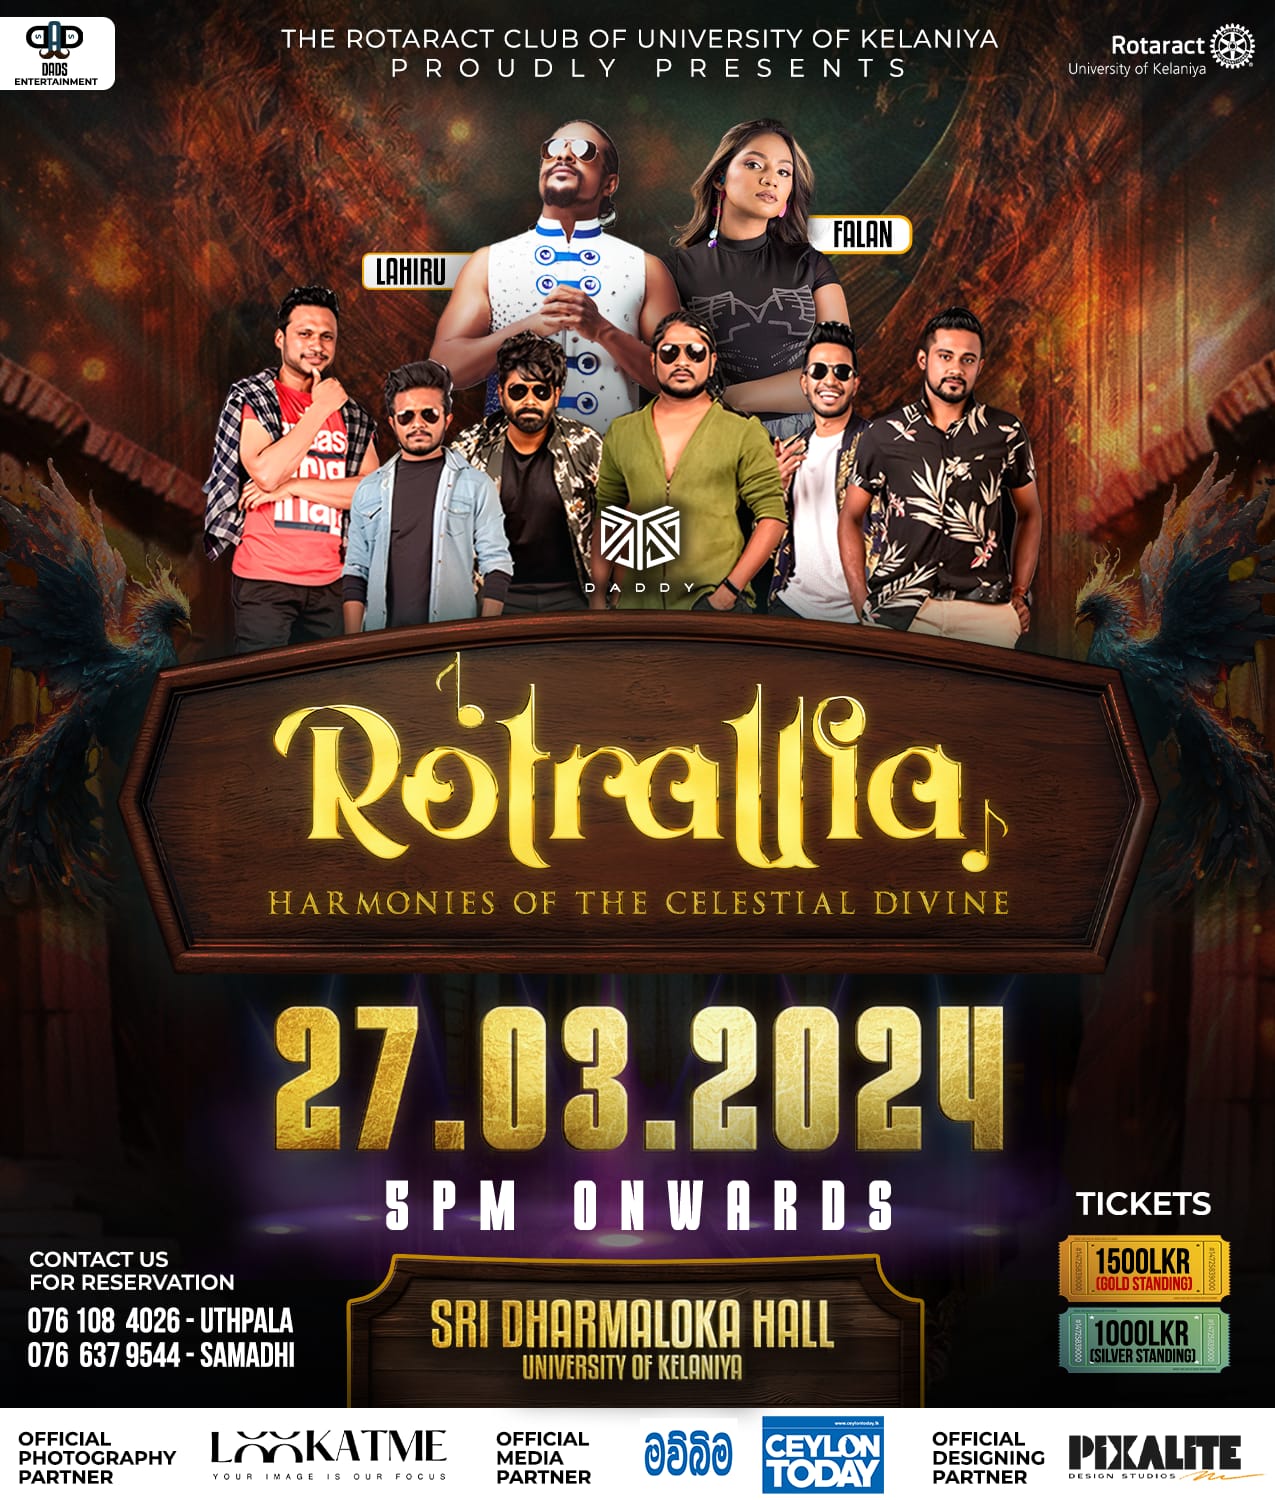 DADS
ENTERTAINMENT
THE ROTARACT CLUB OF UNIVERSITY OF KELANIYA
PROUDLY PRESENTS
Rotaract
University of Kelaniya
FALAN
LAHIRU
DADDY
Rotrallia
HARMONIES OF THE CELESTIAL DIVINE
27.03.2024
5PM ONWARDS
TICKETS
1500LKR
(GOLD STANDING)
1000LKR
(SILVER STANDING)
CONTACT US
FOR RESERVATION
076 108 4026 - UTHPALA
076 637 9544 - SAMADHI
SRI DHARMALOKA HALL
UNIVERSITY OF KELANIYA
OFFICIAL
PHOTOGRAPHY
PARTNER
LOOKATME
YOUR IMAGE IS OUR FOCUS
OFFICIAL
MEDIA
PARTNER
මව්බිම
www.ceylontoday.lk
CEYLON
TODAY
OFFICIAL
DESIGNING
PARTNER
PIXALITE
DESIGN STUDIOS